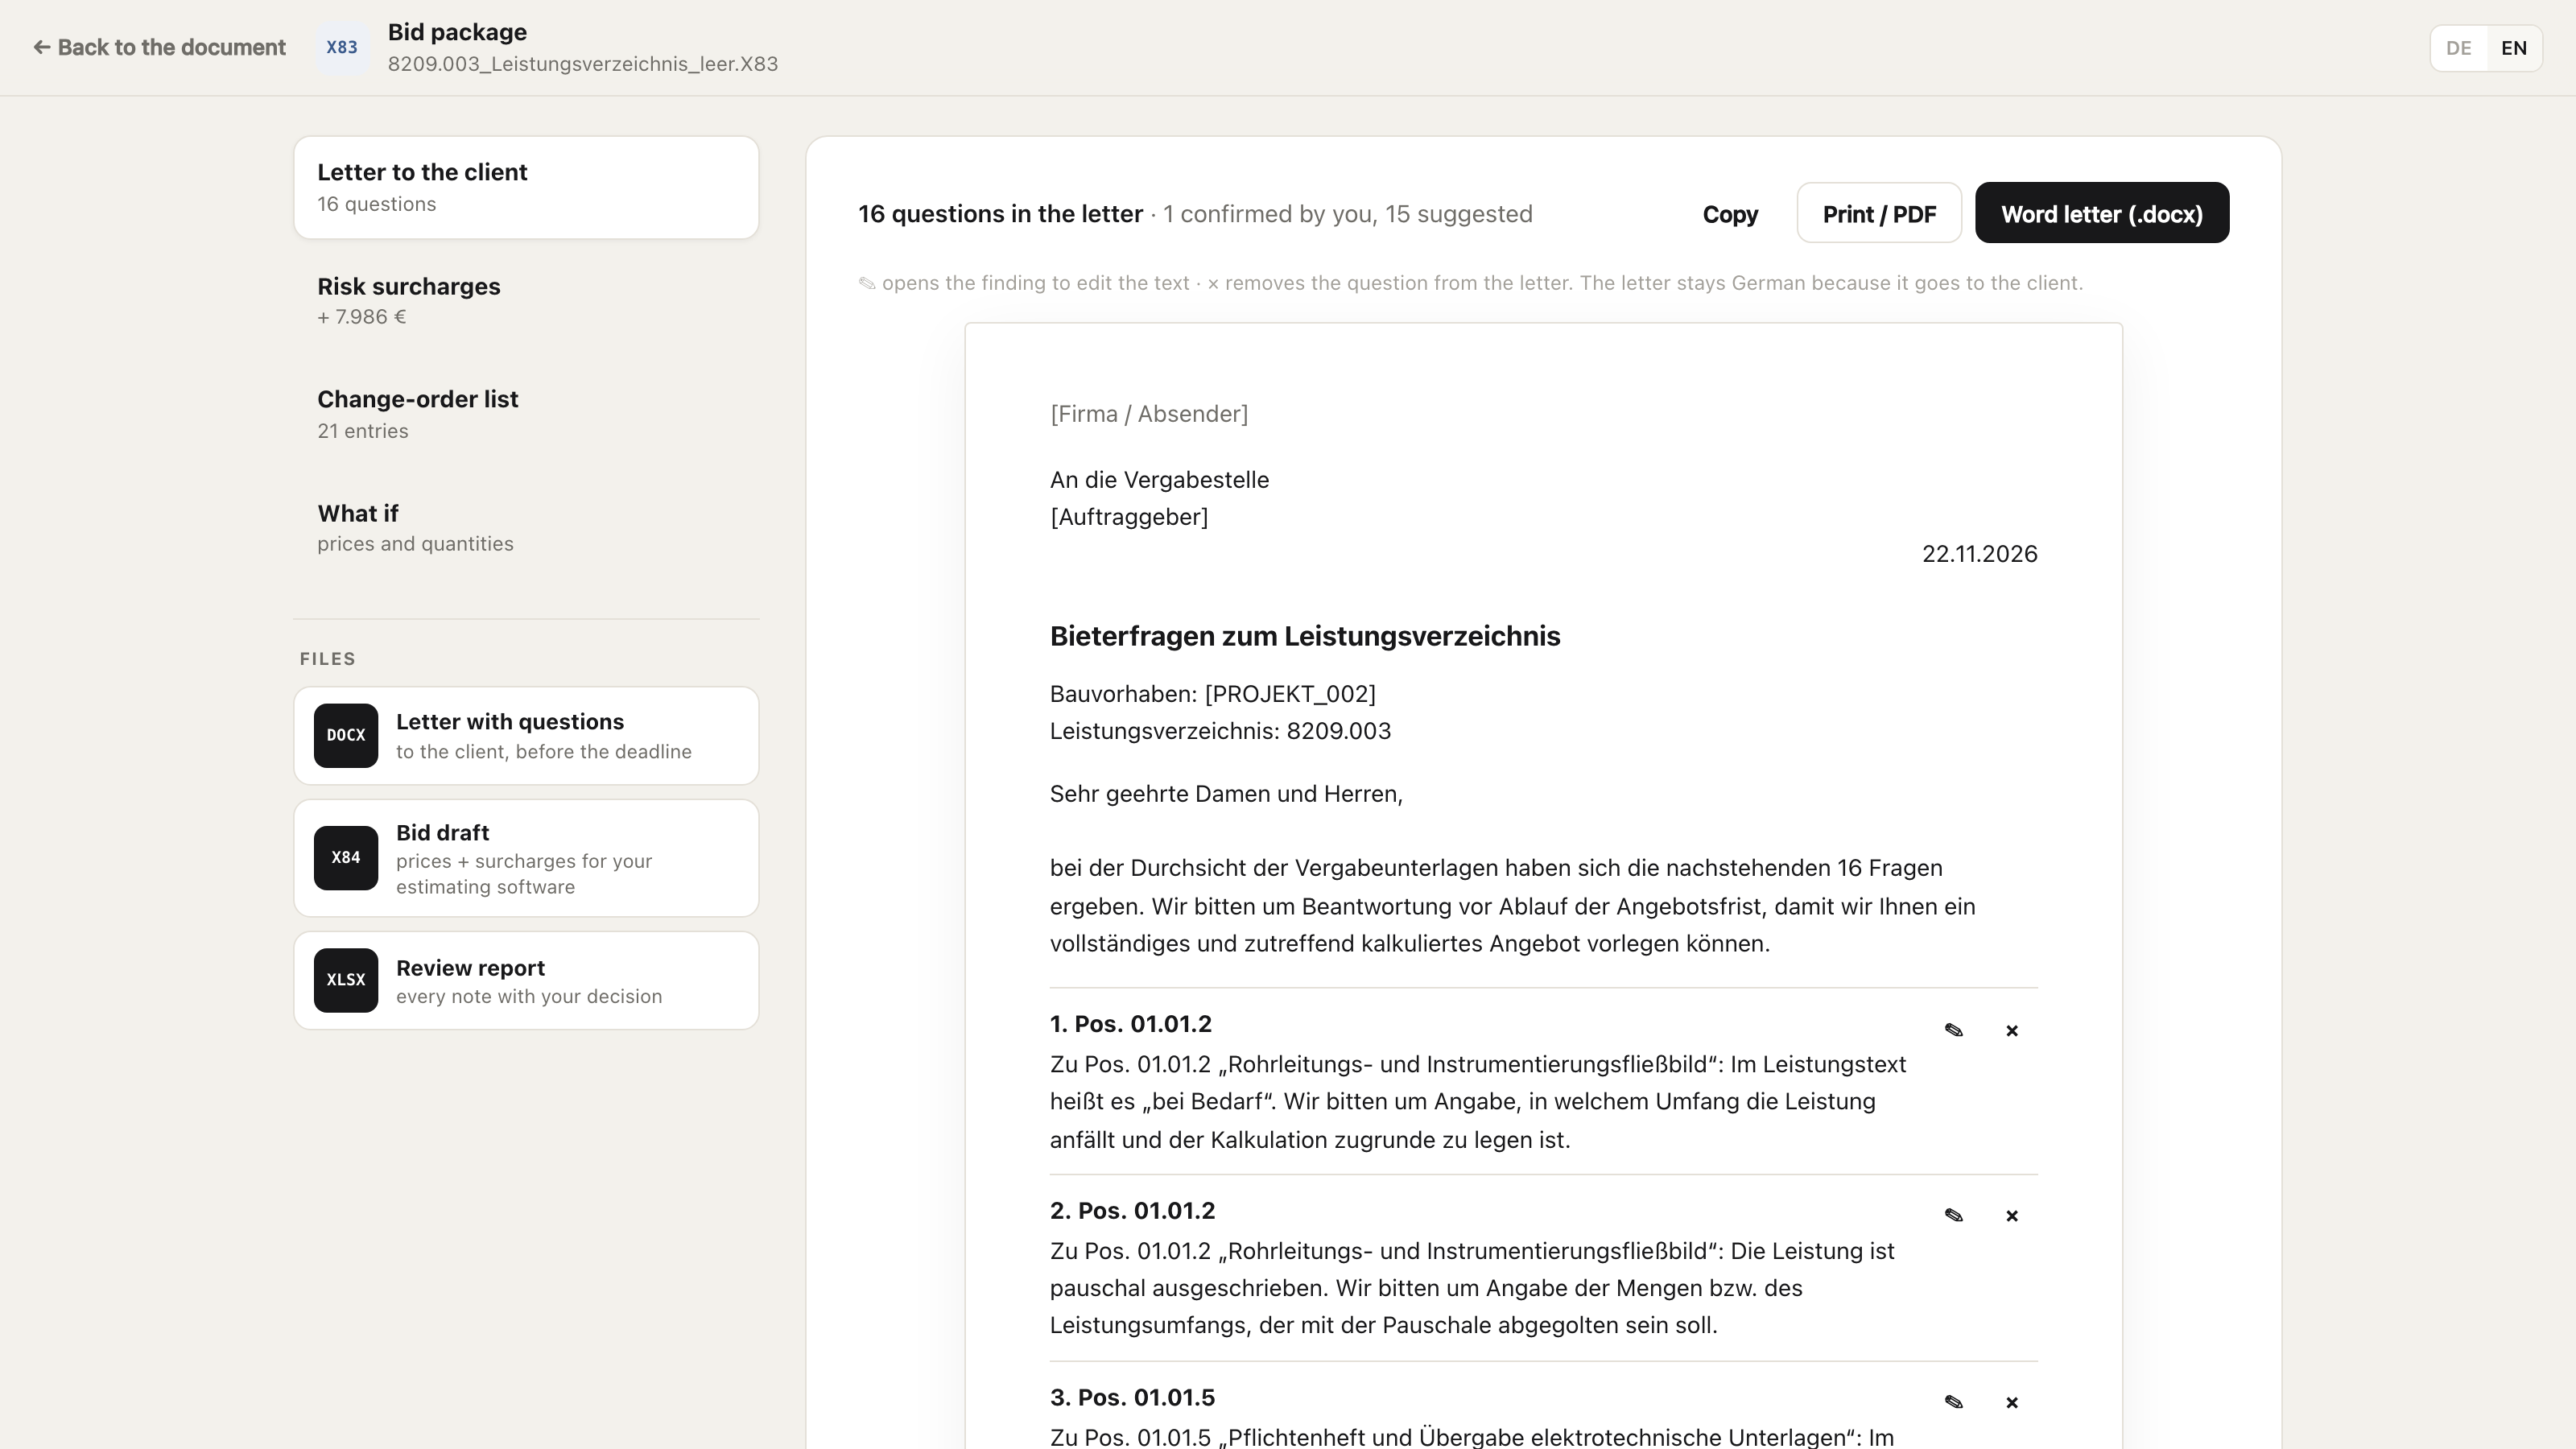 ← Back to the document
X83
Bid package
8209.003_Leistungsverzeichnis_leer.X83
DE EN
Letter to the client
16 questions
Risk surcharges
+ 7.986 €
Change-order list
21 entries
What if
prices and quantities
FILES
DOCX
Letter with questions
to the client, before the deadline
X84
Bid draft
prices + surcharges for your
estimating software
XLSX
Review report
every note with your decision
16 questions in the letter · 1 confirmed by you, 15 suggested
Copy
Print / PDF
Word letter (.docx)
✎ opens the finding to edit the text · × removes the question from the letter. The letter stays German because it goes to the client.
[Firma / Absender]
An die Vergabestelle
[Auftraggeber]
22.11.2026
Bieterfragen zum Leistungsverzeichnis
Bauvorhaben: [PROJEKT_002]
Leistungsverzeichnis: 8209.003
Sehr geehrte Damen und Herren,
bei der Durchsicht der Vergabeunterlagen haben sich die nachstehenden 16 Fragen
ergeben. Wir bitten um Beantwortung vor Ablauf der Angebotsfrist, damit wir Ihnen ein
vollständiges und zutreffend kalkuliertes Angebot vorlegen können.
1. Pos. 01.01.2 ✎ ×
Zu Pos. 01.01.2 „Rohrleitungs- und Instrumentierungsfließbild“: Im Leistungstext
heißt es „bei Bedarf“. Wir bitten um Angabe, in welchem Umfang die Leistung
anfällt und der Kalkulation zugrunde zu legen ist.
2. Pos. 01.01.2 ✎ ×
Zu Pos. 01.01.2 „Rohrleitungs- und Instrumentierungsfließbild“: Die Leistung ist
pauschal ausgeschrieben. Wir bitten um Angabe der Mengen bzw. des
Leistungsumfangs, der mit der Pauschale abgegolten sein soll.
3. Pos. 01.01.5 ✎ ×
Zu Pos. 01.01.5 „Pflichtenheft und Übergabe elektrotechnische Unterlagen“: Im